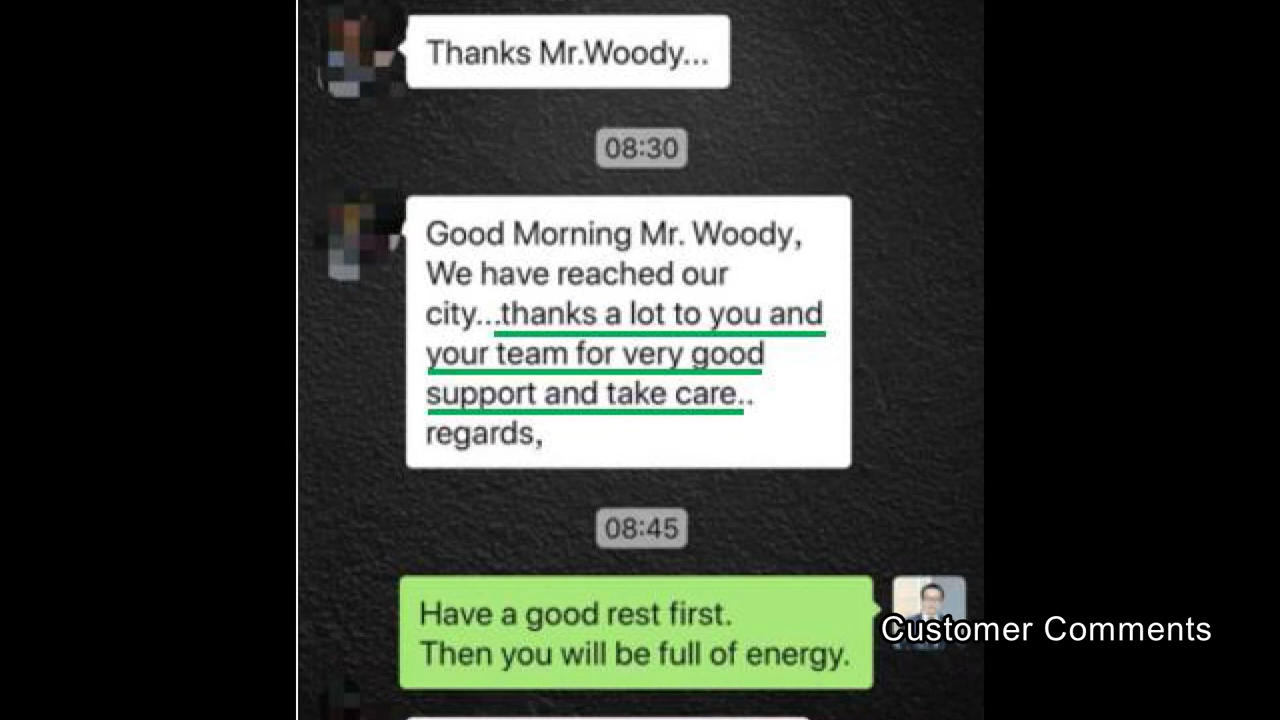 Thanks Mr.Woody...
08:30
Good Morning Mr. Woody,
We have reached our
city...thanks a lot to you and
your team for very good
support and take care..
regards,
08:45
Have a good rest first.
Then you will be full of energy.
Customer Comments